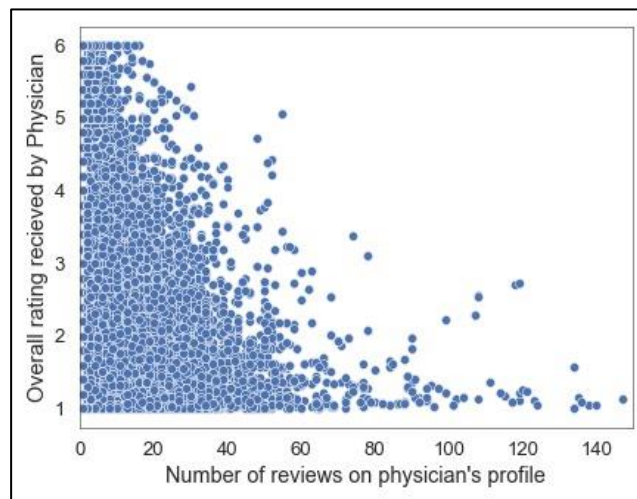 6
5
4
3
2
1
Overall rating recieved by Physician
0 20 40 60 80 100 120 140
Number of reviews on physician's profile